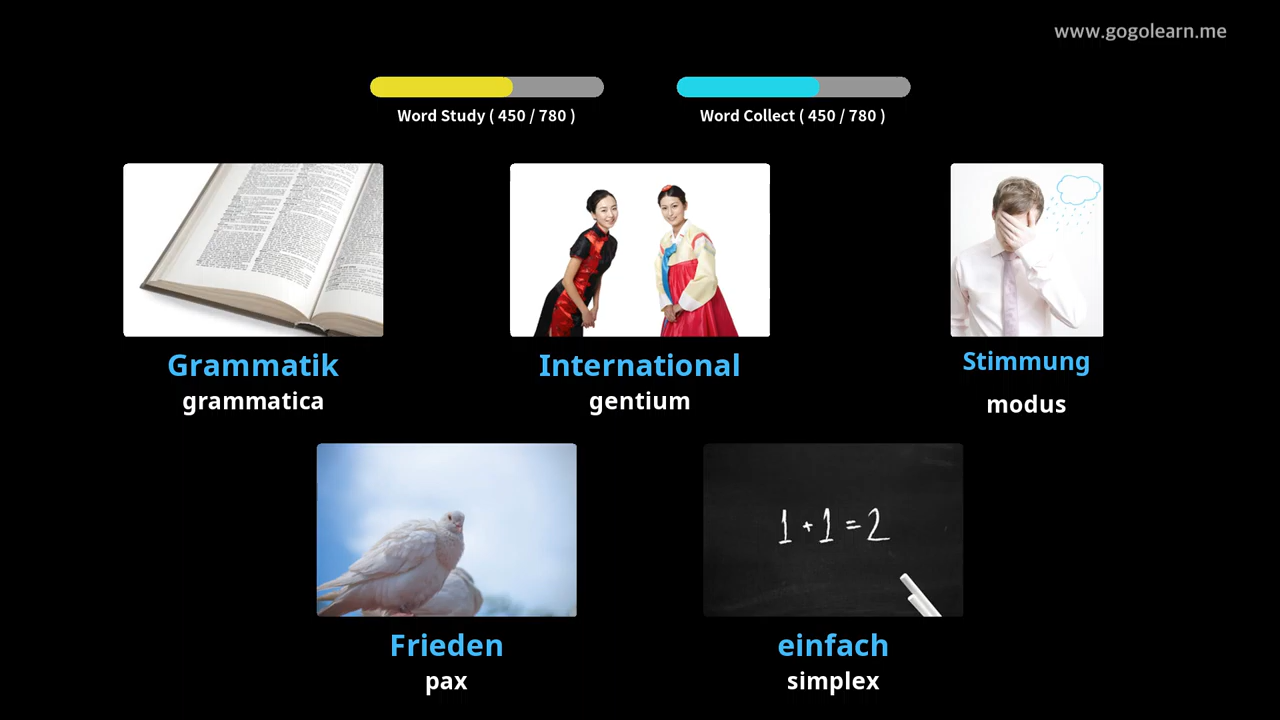 www.gogolearn.me
Word Study ( 450 / 780 )
Word Collect ( 450 / 780 )
Grammatik
grammatica
International
gentium
Stimmung
modus
1 + 1 = 2
Frieden
pax
einfach
simplex